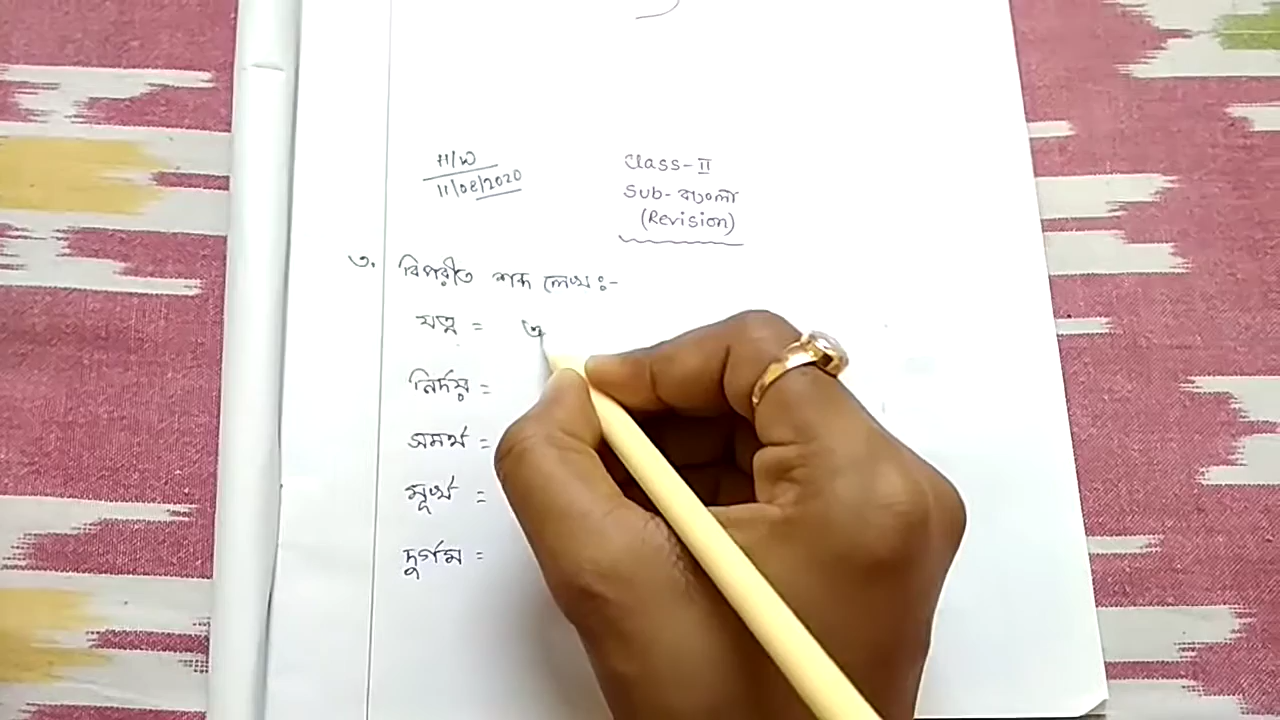 H/W
11/08/2020
Class-II
Sub- বাংলা
(Revision)
৩. বিপরীত শব্দ লেখ :-
যত্ন =
নির্দয় =
সমর্থ =
মূর্খ =
দুর্গম =